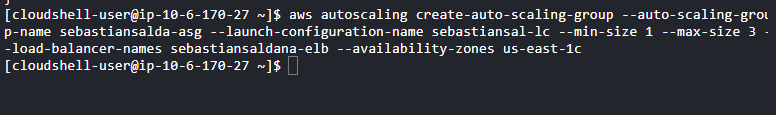 [cloudshell-user@ip-10-6-170-27 ~]$ aws autoscaling create-auto-scaling-group --auto-scaling-grou
p-name sebastiansalda-asg --launch-configuration-name sebastiansal-lc --min-size 1 --max-size 3 -
-load-balancer-names sebastiansaldana-elb --availability-zones us-east-1c
[cloudshell-user@ip-10-6-170-27 ~]$